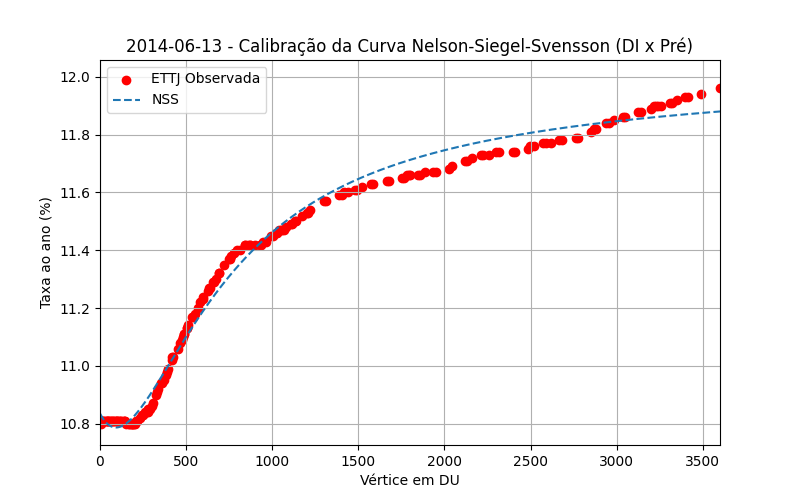 2014-06-13 - Calibração da Curva Nelson-Siegel-Svensson (DI x Pré)
ETTJ Observada
NSS
Taxa ao ano (%)
12.0
11.8
11.6
11.4
11.2
11.0
10.8
0 500 1000 1500 2000 2500 3000 3500
Vértice em DU